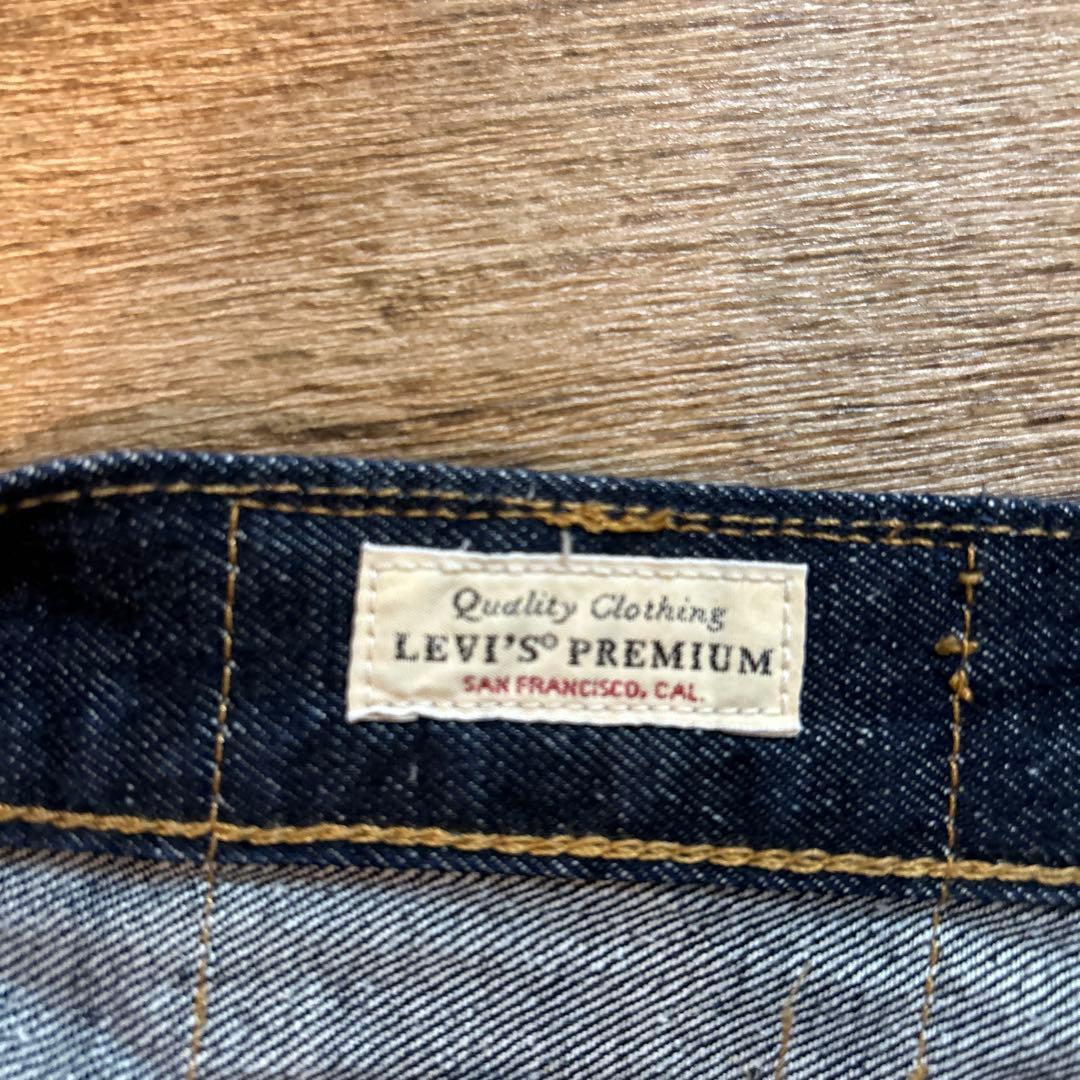 Quality Clothing
LEVI'S® PREMIUM
SAN FRANCISCO, CAL.